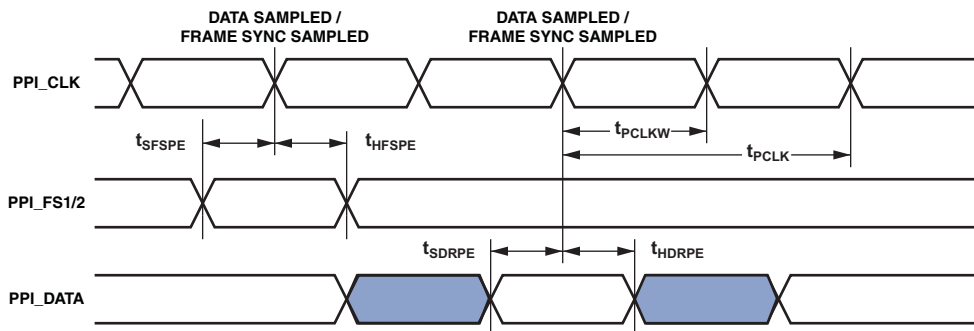 DATA SAMPLED /
FRAME SYNC SAMPLED
DATA SAMPLED /
FRAME SYNC SAMPLED
PPI_CLK
tSFSPE
tHFSPE
tPCLKW
tPCLK
PPI_FS1/2
tSDRPE
tHDRPE
PPI_DATA